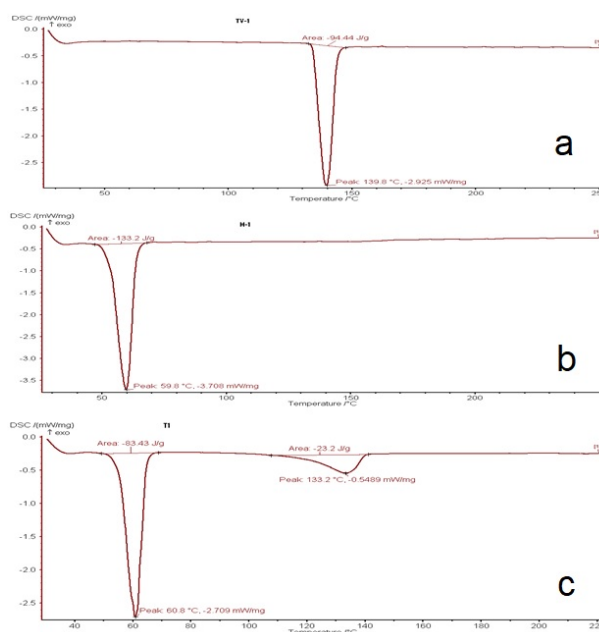 DSC /(mW/mg)
TV-1
↑ exo
0.0
Area: -94.44 J/g
-0.5
-1.0
-1.5
a
-2.0
-2.5
Peak: 139.8 °C, -2.925 mW/mg
50
100
150
200
Temperature /°C
DSC /(mW/mg)
H-1
↑ exo
0.0
Area: -133.2 J/g
-0.5
-1.0
-1.5
-2.0
-2.5
-3.0
b
-3.5
Peak: 59.8 °C, -3.708 mW/mg
50
100
150
200
Temperature /°C
DSC /(mW/mg)
T1
↑ exo
0.0
Area: -83.43 J/g
Area: -23.2 J/g
Peak: 133.2 °C, -0.5489 mW/mg
-0.5
-1.0
-1.5
-2.0
c
-2.5
Peak: 60.8 °C, -2.709 mW/mg
40
60
80
100
120
140
160
180
200
Temperature /°C